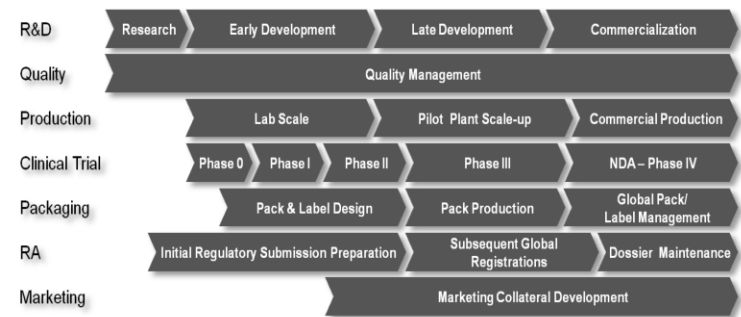 R&D Research Early Development Late Development Commercialization
Quality Quality Management
Production Lab Scale Pilot Plant Scale-up Commercial Production
Clinical Trial Phase 0 Phase I Phase II Phase III NDA – Phase IV
Packaging Pack & Label Design Pack Production Global Pack/
Label Management
RA Initial Regulatory Submission Preparation Subsequent Global
Registrations Dossier Maintenance
Marketing Marketing Collateral Development